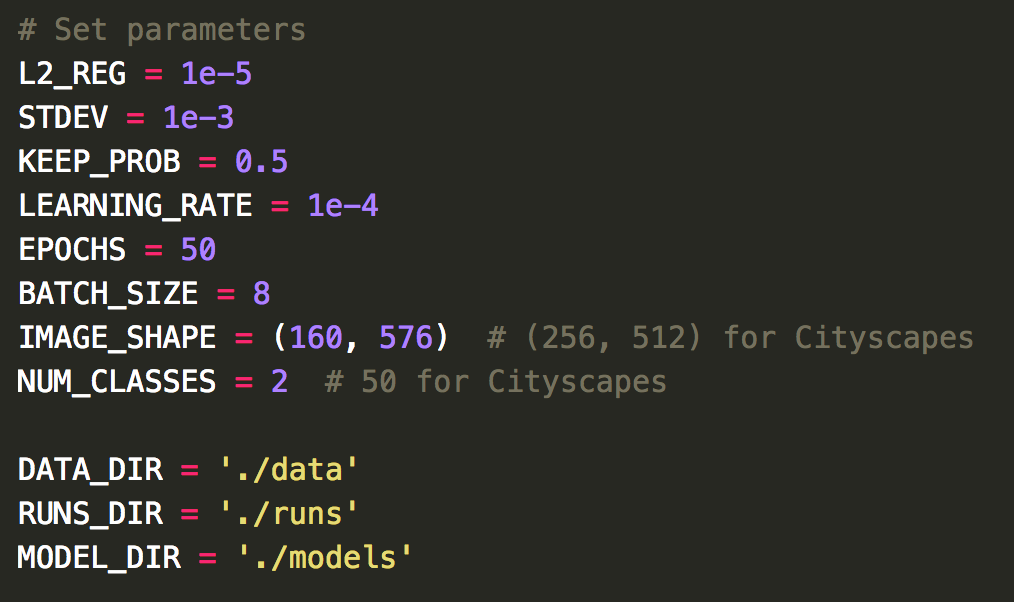 # Set parameters
L2_REG = 1e-5
STDEV = 1e-3
KEEP_PROB = 0.5
LEARNING_RATE = 1e-4
EPOCHS = 50
BATCH_SIZE = 8
IMAGE_SHAPE = (160, 576)  # (256, 512) for Cityscapes
NUM_CLASSES = 2  # 50 for Cityscapes

DATA_DIR = './data'
RUNS_DIR = './runs'
MODEL_DIR = './models'